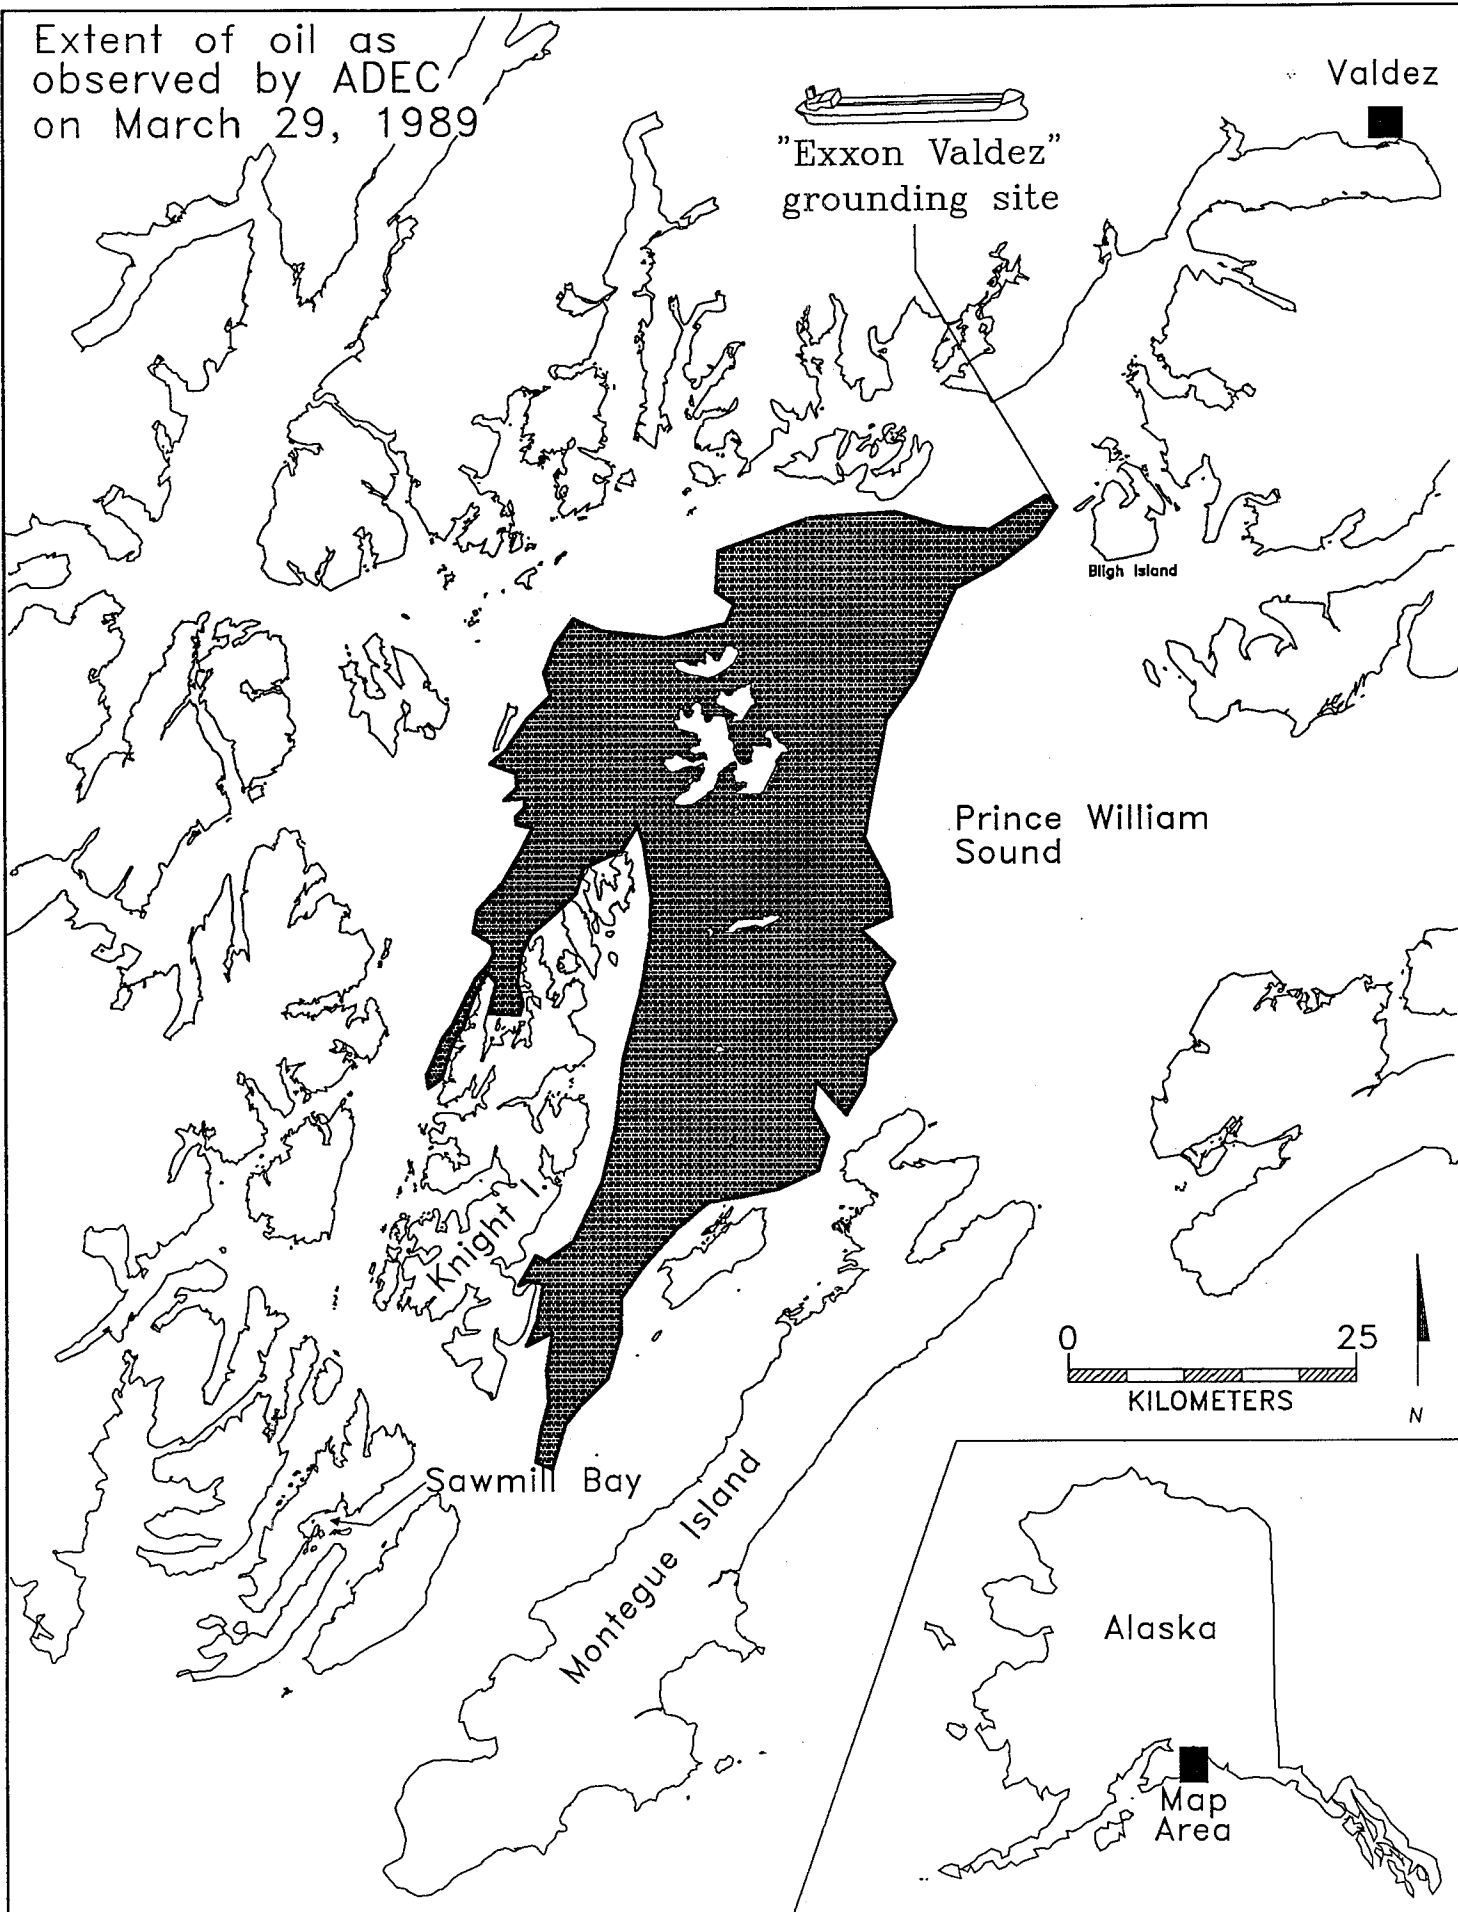 Extent of oil as
observed by ADEC
on March 29, 1989
Valdez
"Exxon Valdez"
grounding site
Bligh Island
Prince William
Sound
Knight I.
0 25
KILOMETERS
N
Sawmill Bay
Montegue Island
Alaska
Map
Area